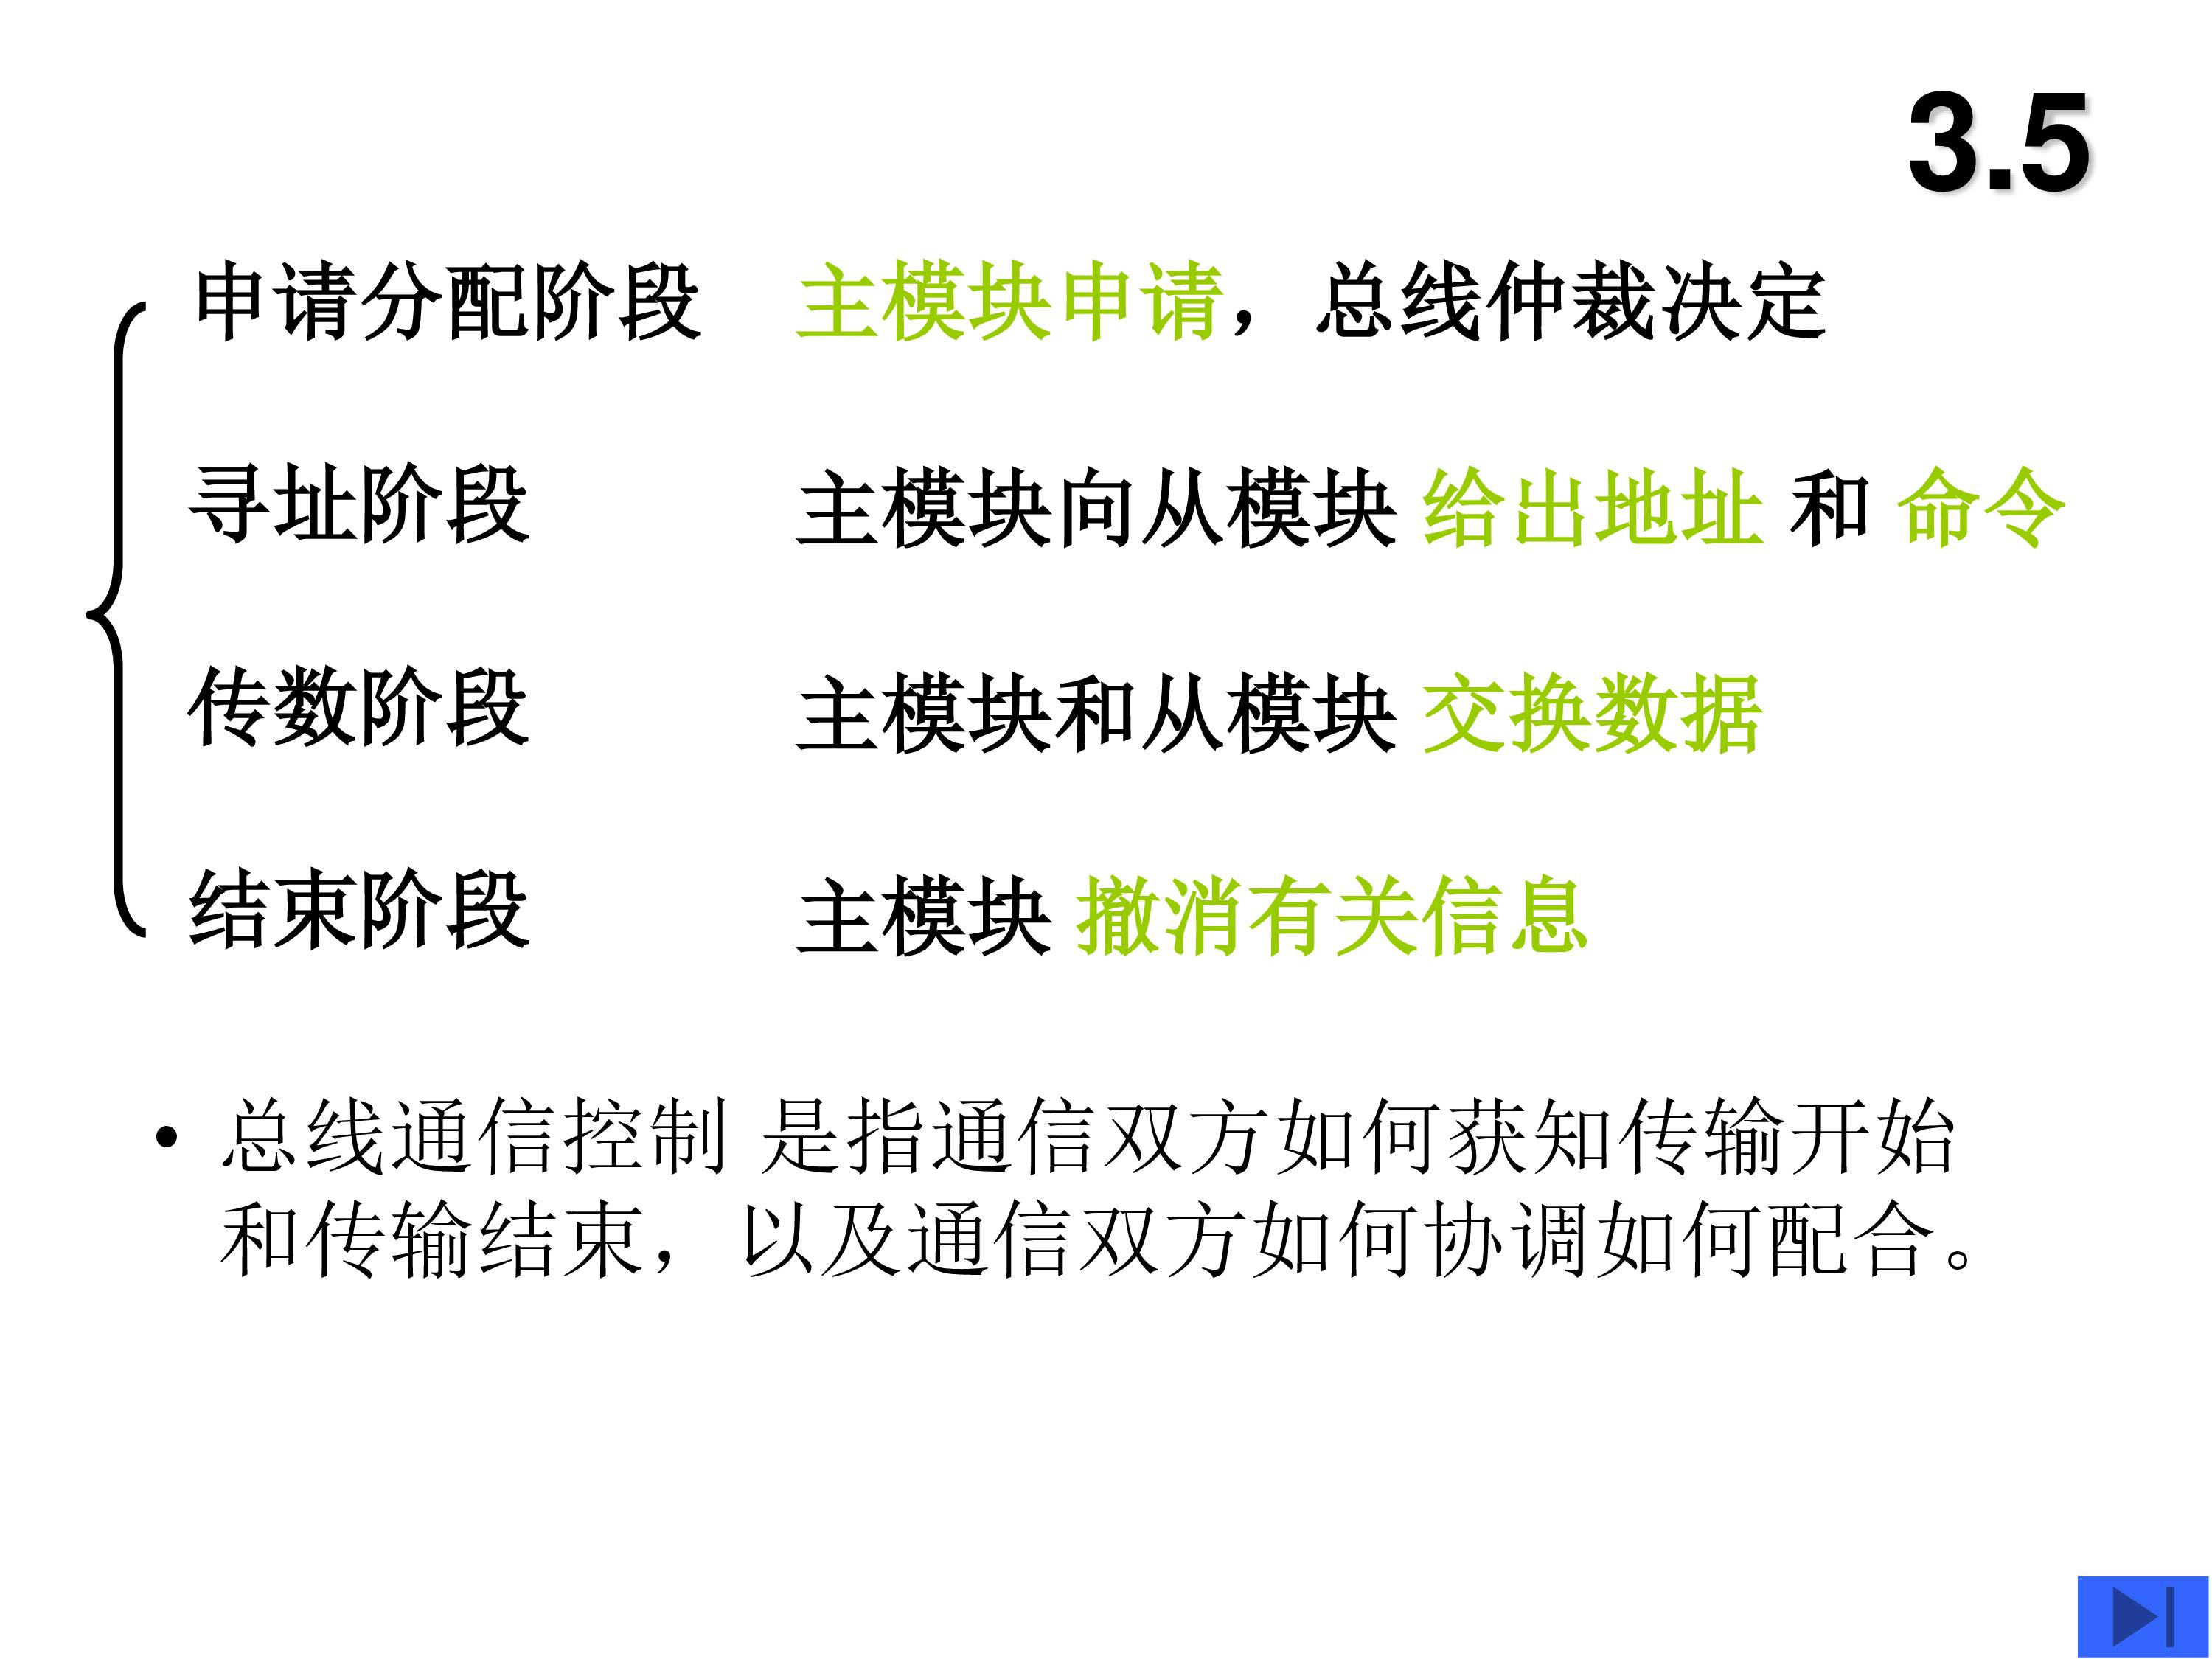 3.5
申请分配阶段 主模块申请，总线仲裁决定
寻址阶段 主模块向从模块 给出地址 和 命令
传数阶段 主模块和从模块 交换数据
结束阶段 主模块 撤消有关信息
• 总线通信控制 是指通信双方如何获知传输开始
和传输结束， 以及通信双方如何协调如何配合。